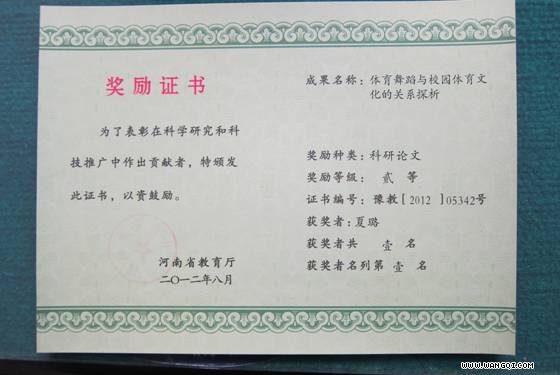 奖励证书
为了表彰在科学研究和科
技推广中作出贡献者，特颁发
此证书，以资鼓励。
河南省教育厅
二〇一二年八月
成果名称：体育舞蹈与校园体育文
化的关系探析
奖励种类：科研论文
奖励等级： 贰 等
证书编号：豫教［2012］05342号
获奖者：夏璐
获奖者共 壹 名
获奖者名列第 壹 名
WWW.WANGQI.COM